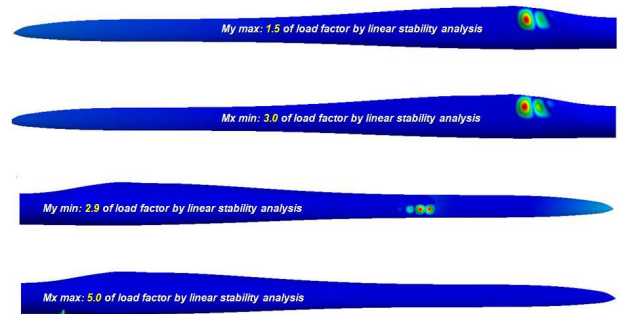 My max: 1.5 of load factor by linear stability analysis
Mx min: 3.0 of load factor by linear stability analysis
My min: 2.9 of load factor by linear stability analysis
Mx max: 5.0 of load factor by linear stability analysis